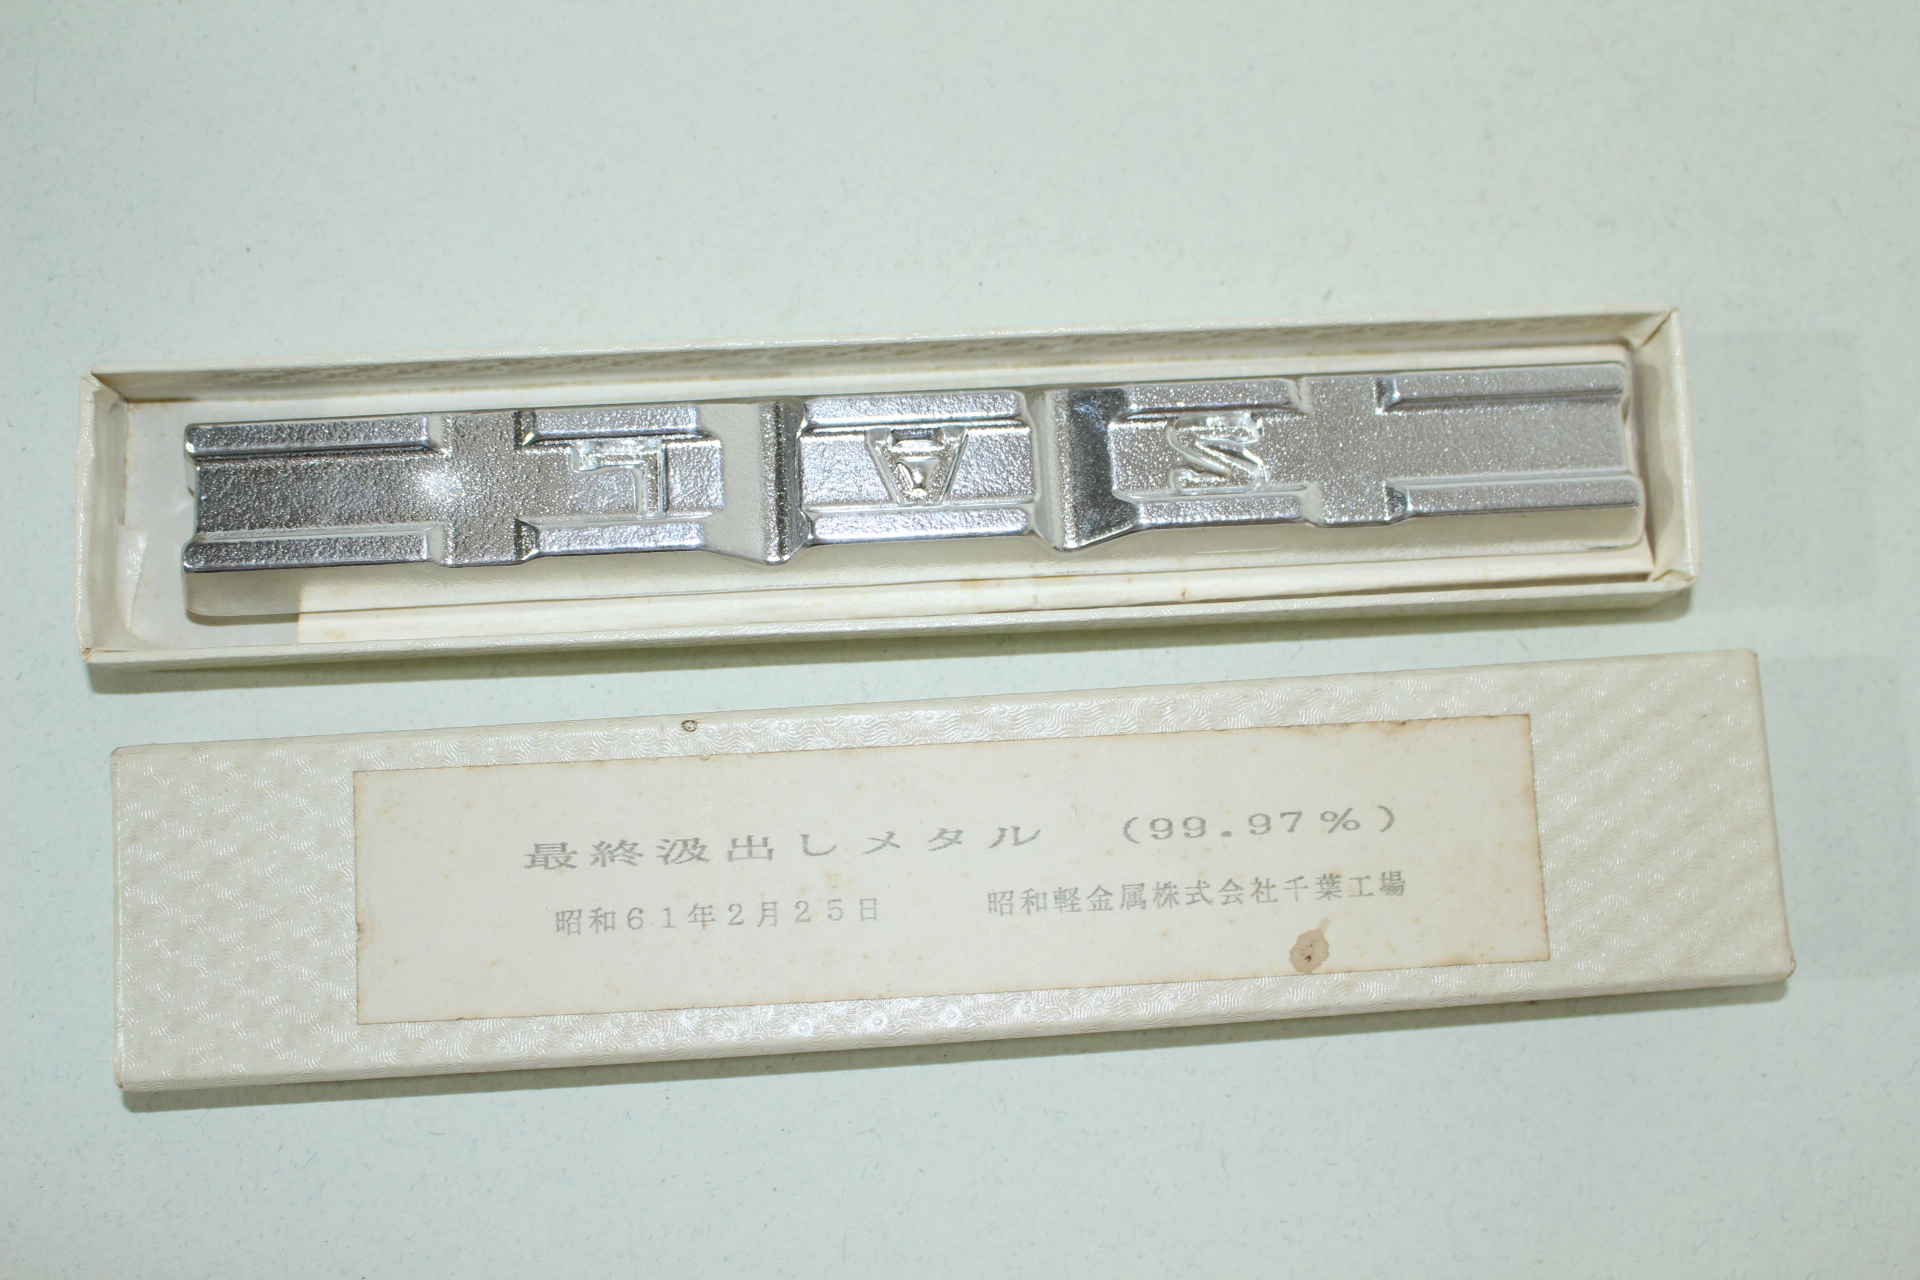 SAL
最終汲出しメタル （99.97％）
昭和61年2月25日 昭和軽金属株式会社千葉工場